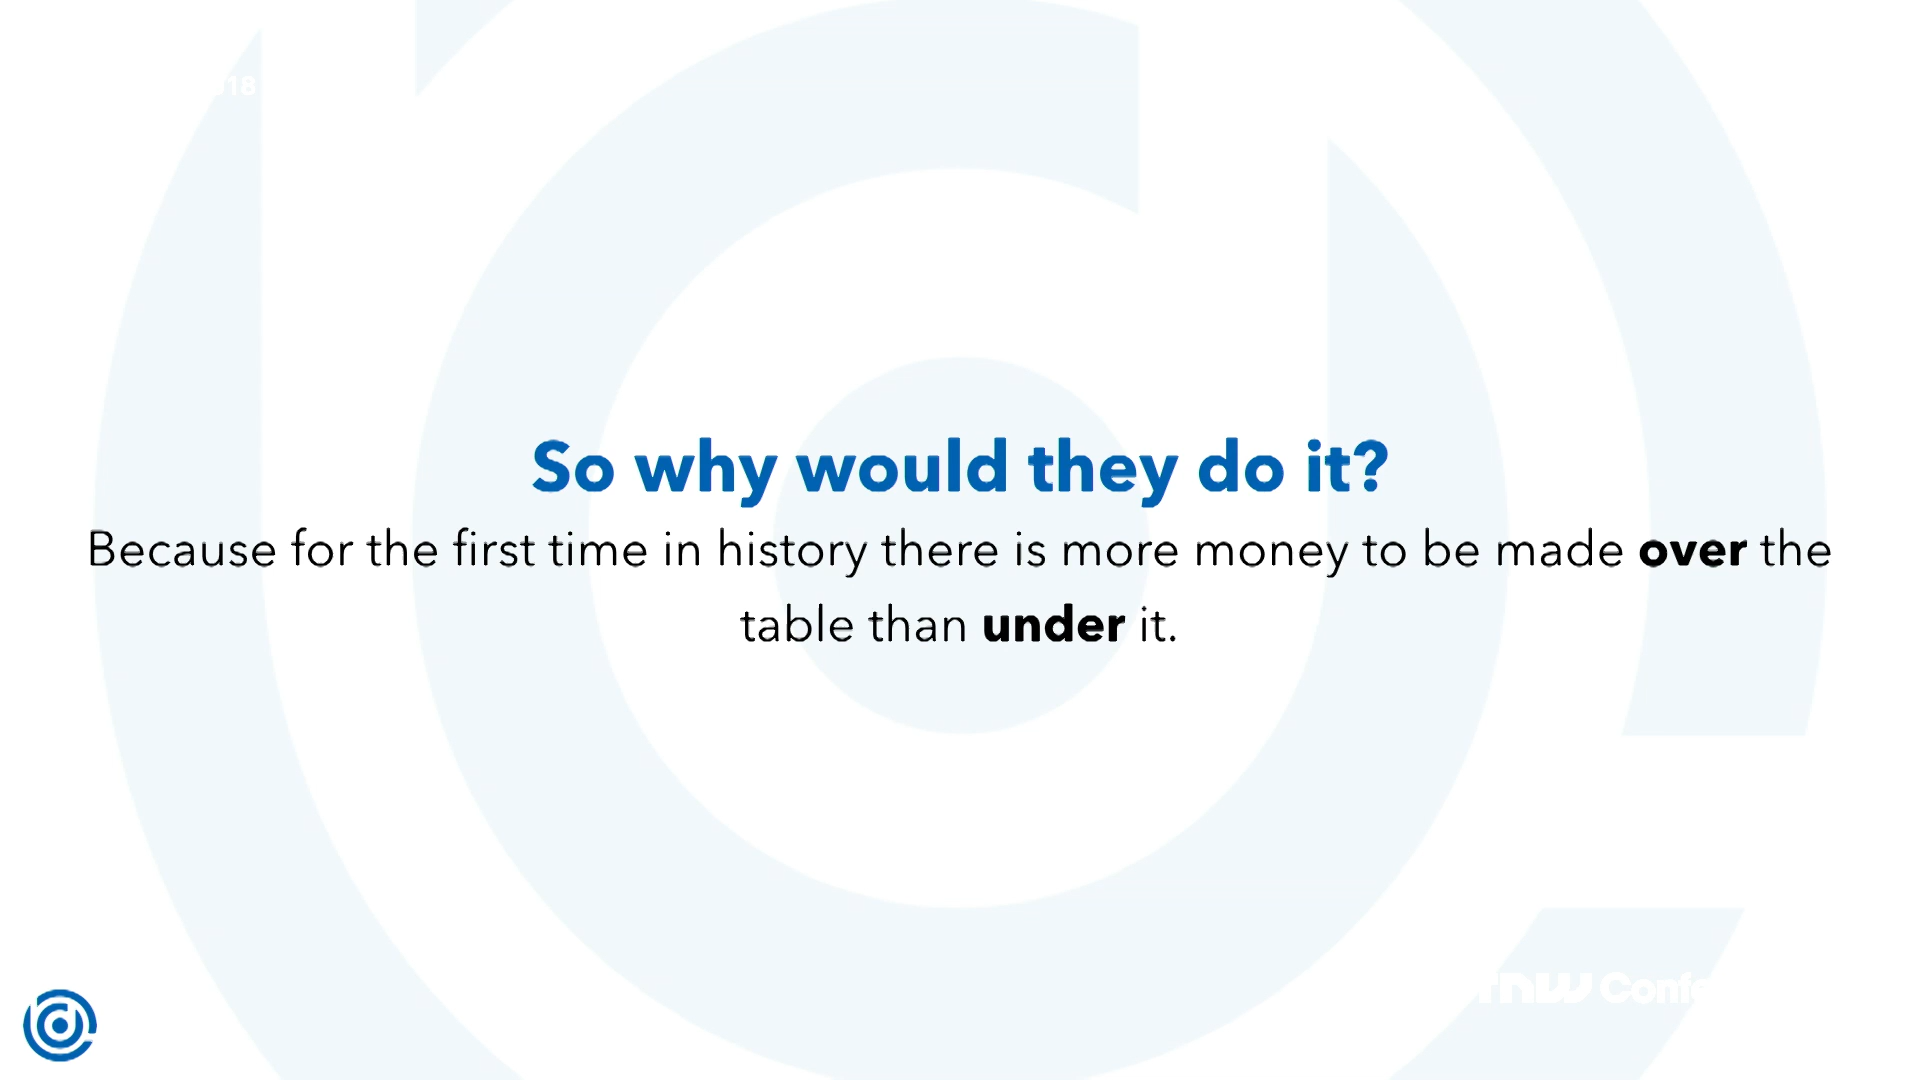 So why would they do it?
Because for the first time in history there is more money to be made over the
table than under it.